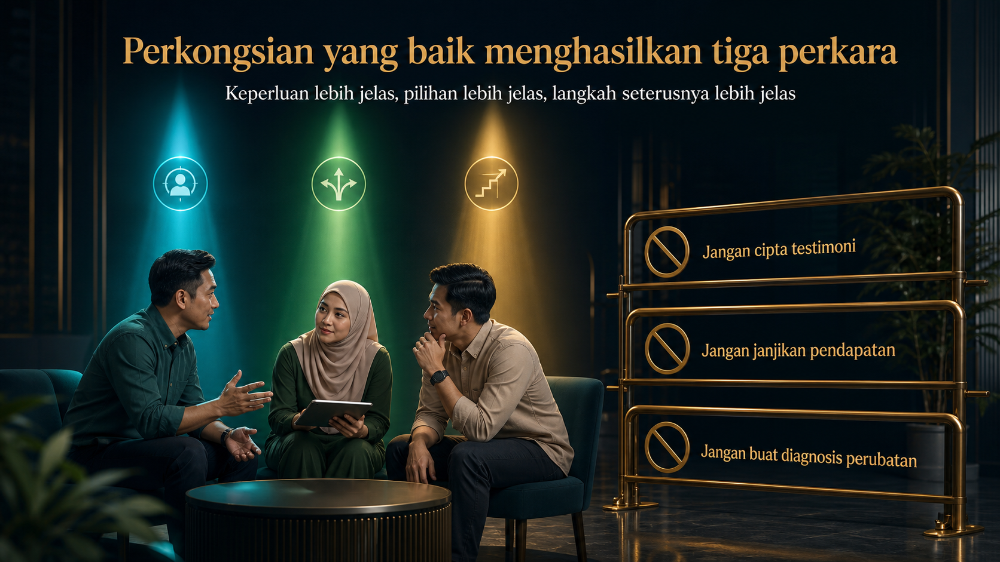 Perkongsian yang baik menghasilkan tiga perkara
Keperluan lebih jelas, pilihan lebih jelas, langkah seterusnya lebih jelas
Jangan cipta testimoni
Jangan janjikan pendapatan
Jangan buat diagnosis perubatan